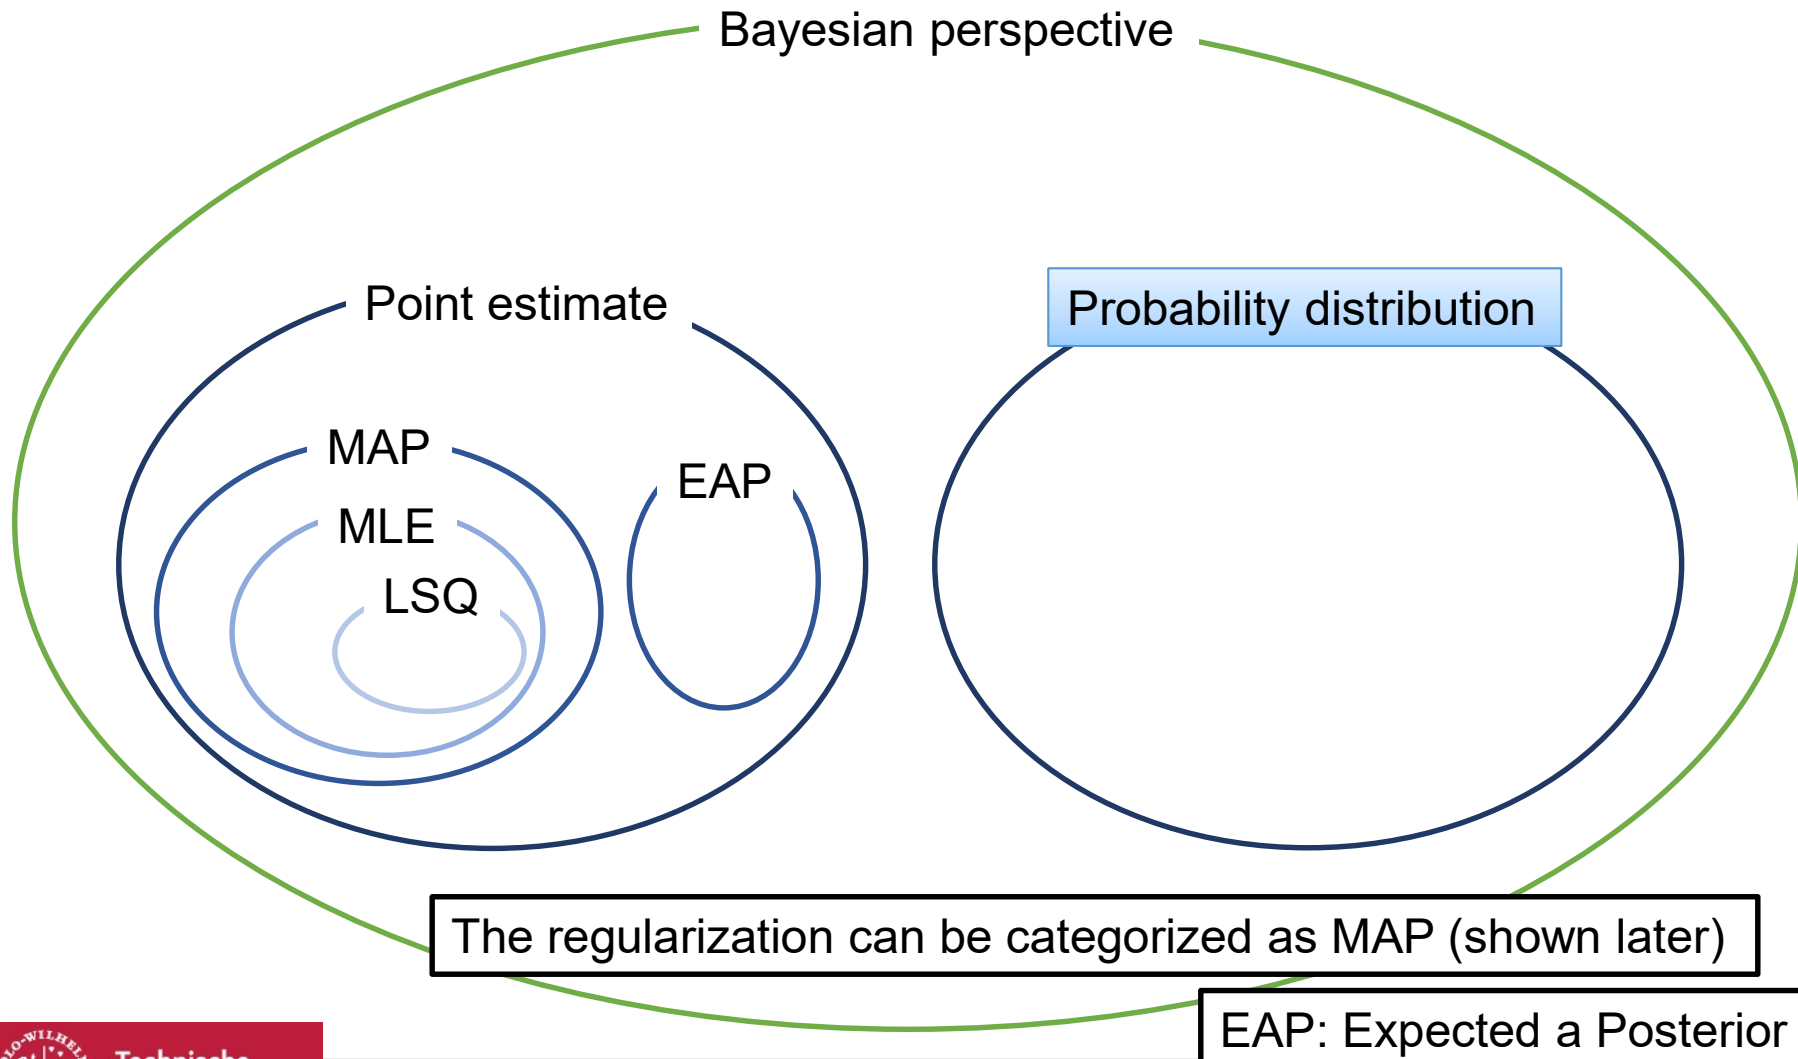 Bayesian perspective
Point estimate
Probability distribution
MAP
EAP
MLE
LSQ
The regularization can be categorized as MAP (shown later)
EAP: Expected a Posterior